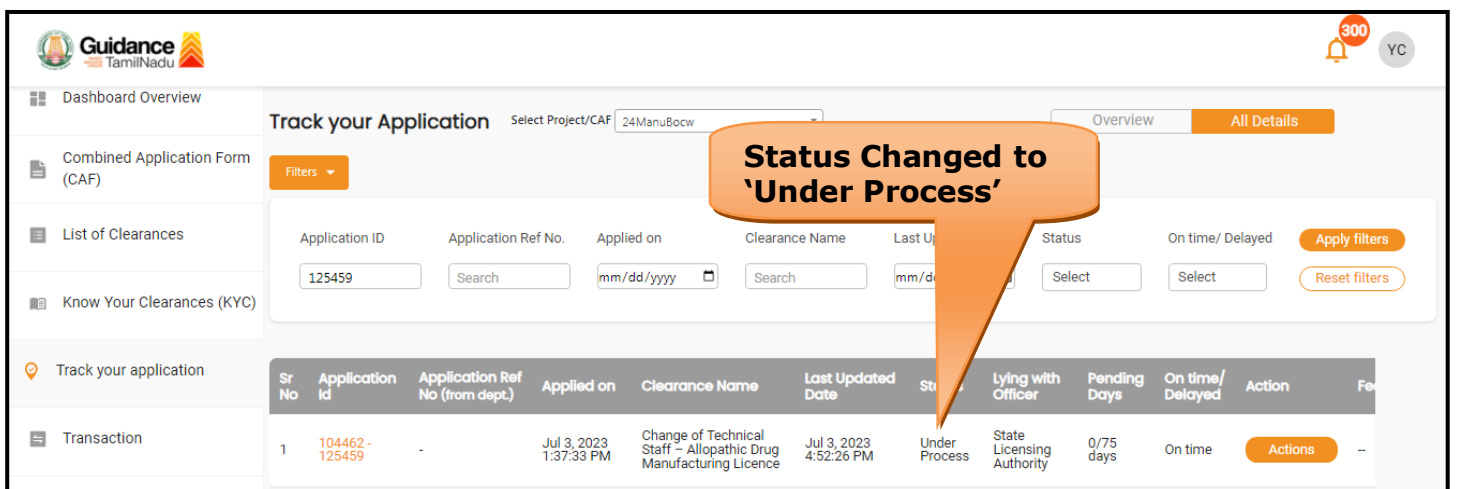 300
Guidance
TamilNadu
YC
Dashboard Overview
Track your Application Select Project/CAF 24ManuBocw Overview All Details
Combined Application Form
(CAF)
Filters
Status Changed to
‘Under Process’
List of Clearances
Application ID Application Ref No. Applied on Clearance Name Last Status On time/ Delayed Apply filters
125459 Search mm/dd/yyyy Search Select Select Reset filters
Know Your Clearances (KYC)
Track your application
Sr Application Application Ref Applied on Clearance Name Last Updated Lying with Pending On time/ Action
No Id No (from dept.) Date Officer Days Delayed
Transaction
1 104462 - - Jul 3, 2023 Change of Technical Jul 3, 2023 Under State 0/75 On time Actions --
125459 1:37:33 PM Staff – Allopathic Drug 4:52:26 PM Process Licensing days
Manufacturing Licence Authority